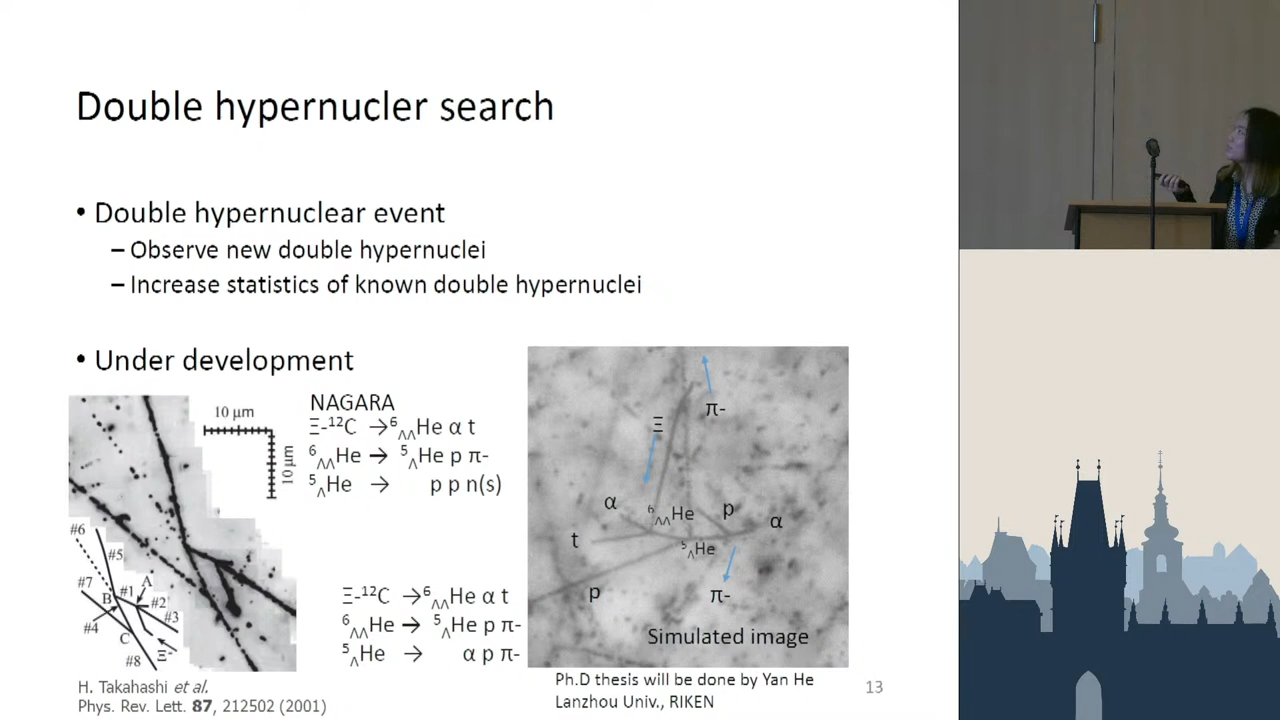 Double hypernucler search
• Double hypernuclear event
– Observe new double hypernuclei
– Increase statistics of known double hypernuclei
• Under development
10 μm
10 μm
#6
#5
#7
A
B
#1
#2
#3
#4
C
Ξ-
#8
NAGARA
Ξ-¹²C →⁶ΛΛHe α t
⁶ΛΛHe → ⁵ΛHe p π-
⁵ΛHe → p p n(s)
Ξ-¹²C →⁶ΛΛHe α t
⁶ΛΛHe → ⁵ΛHe p π-
⁵ΛHe → α p π-
H. Takahashi et al.
Phys. Rev. Lett. 87, 212502 (2001)
π-
Ξ
α
⁶ΛΛHe
p
α
t
⁵ΛHe
p
π-
Simulated image
Ph.D thesis will be done by Yan He
Lanzhou Univ., RIKEN
13